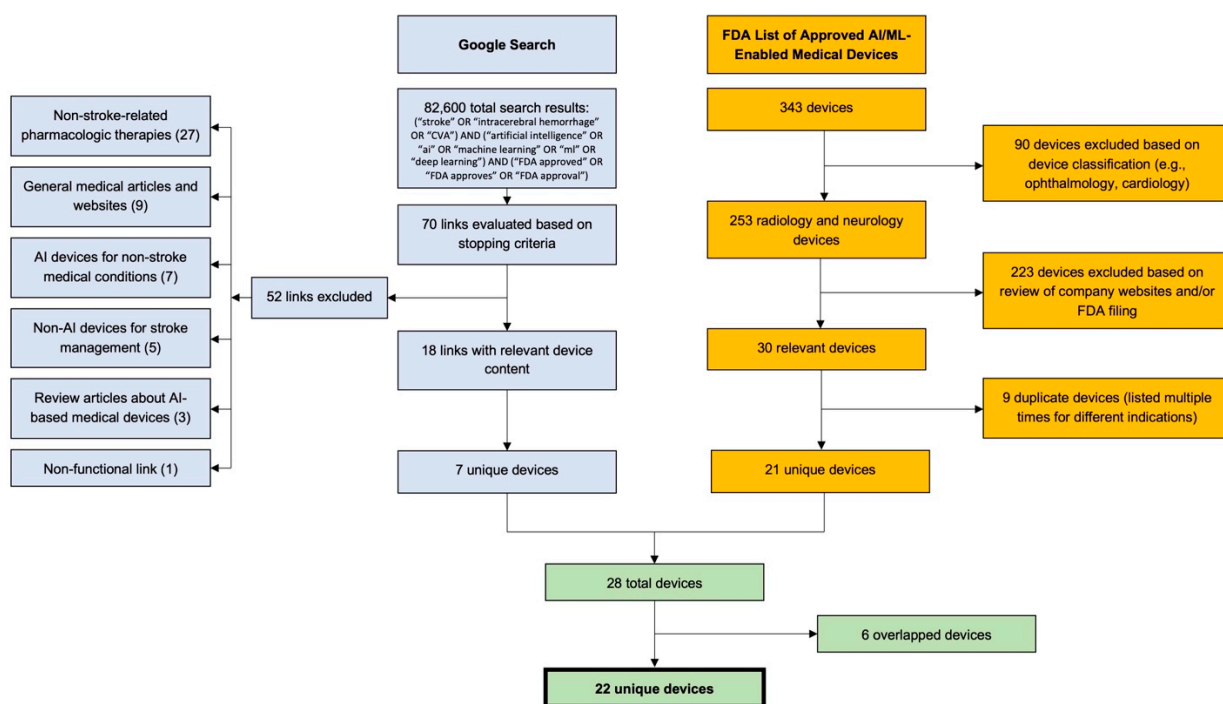 Google Search
FDA List of Approved AI/ML-
Enabled Medical Devices
82,600 total search results:
(“stroke” OR “intracerebral hemorrhage”
OR “CVA”) AND (“artificial intelligence” OR
“ai” OR “machine learning” OR “ml” OR
“deep learning”) AND (“FDA approved” OR
“FDA approves” OR “FDA approval”)
343 devices
Non-stroke-related
pharmacologic therapies (27)
90 devices excluded based on
device classification (e.g.,
ophthalmology, cardiology)
General medical articles and
websites (9)
70 links evaluated based on
stopping criteria
253 radiology and neurology
devices
AI devices for non-stroke
medical conditions (7)
52 links excluded
223 devices excluded based on
review of company websites and/or
FDA filing
Non-AI devices for stroke
management (5)
18 links with relevant device
content
30 relevant devices
Review articles about AI-
based medical devices (3)
9 duplicate devices (listed multiple
times for different indications)
Non-functional link (1)
7 unique devices
21 unique devices
28 total devices
6 overlapped devices
22 unique devices